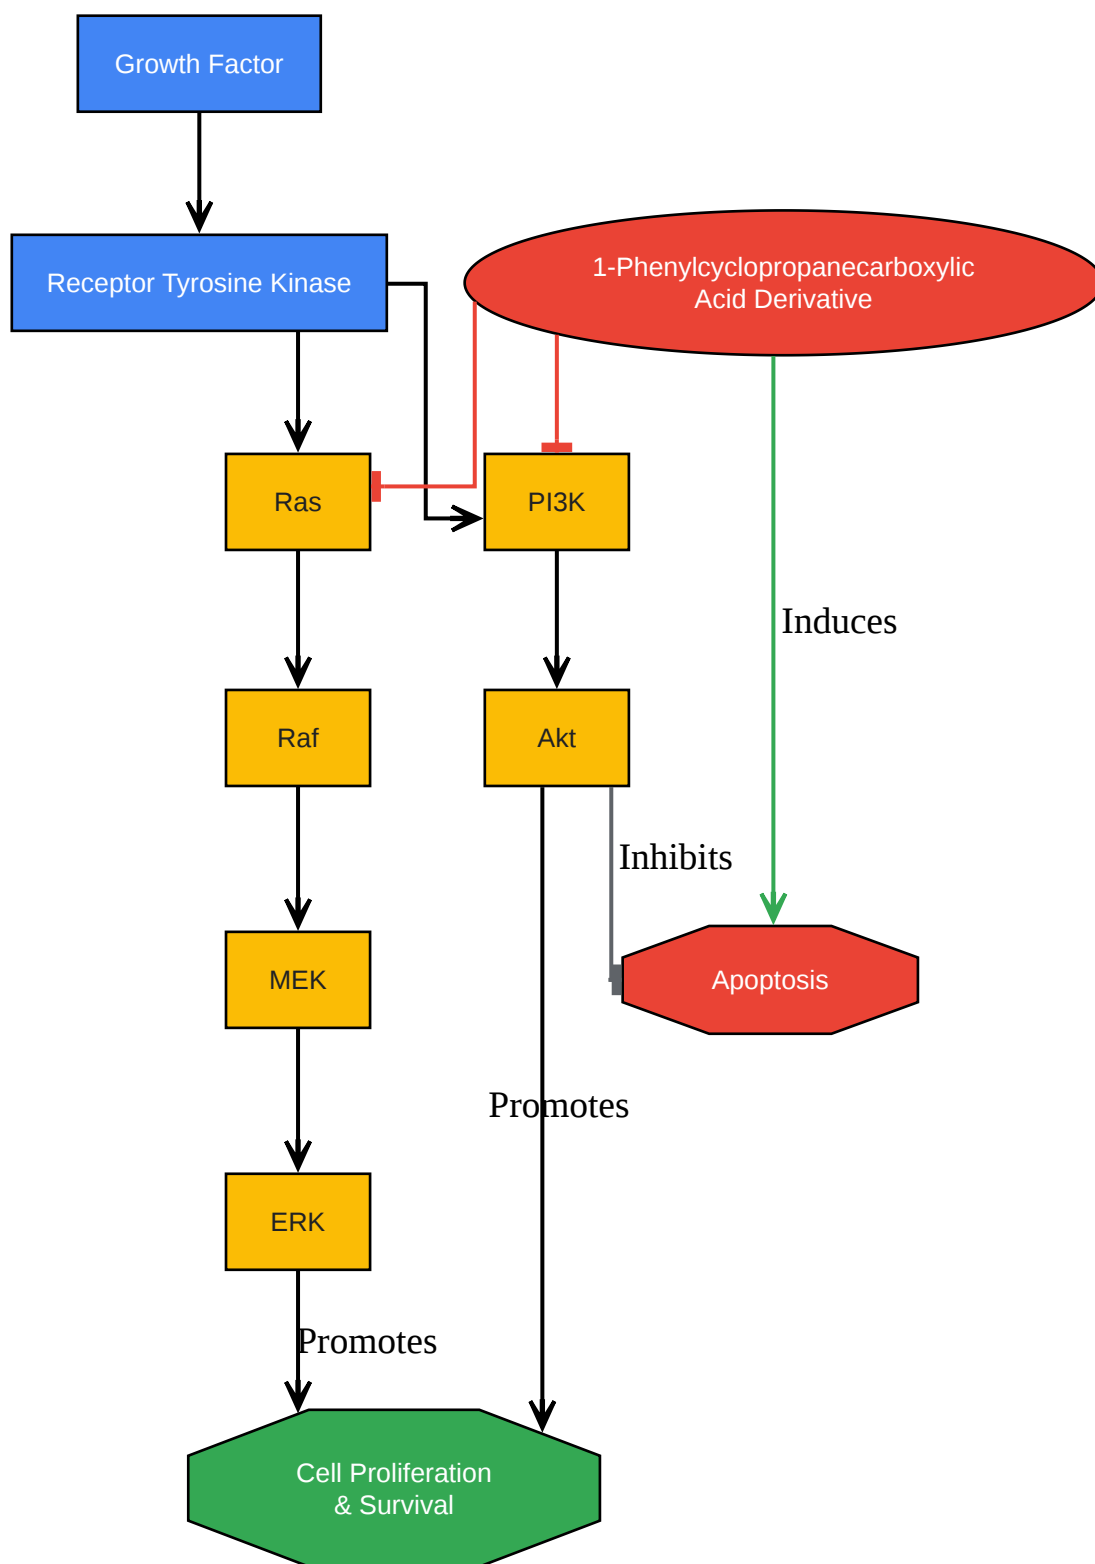 Growth Factor
Receptor Tyrosine Kinase
1-Phenylcyclopropanecarboxylic
Acid Derivative
Ras
PI3K
Induces
Raf
Akt
Inhibits
MEK
Apoptosis
Promotes
ERK
Promotes
Cell Proliferation
& Survival